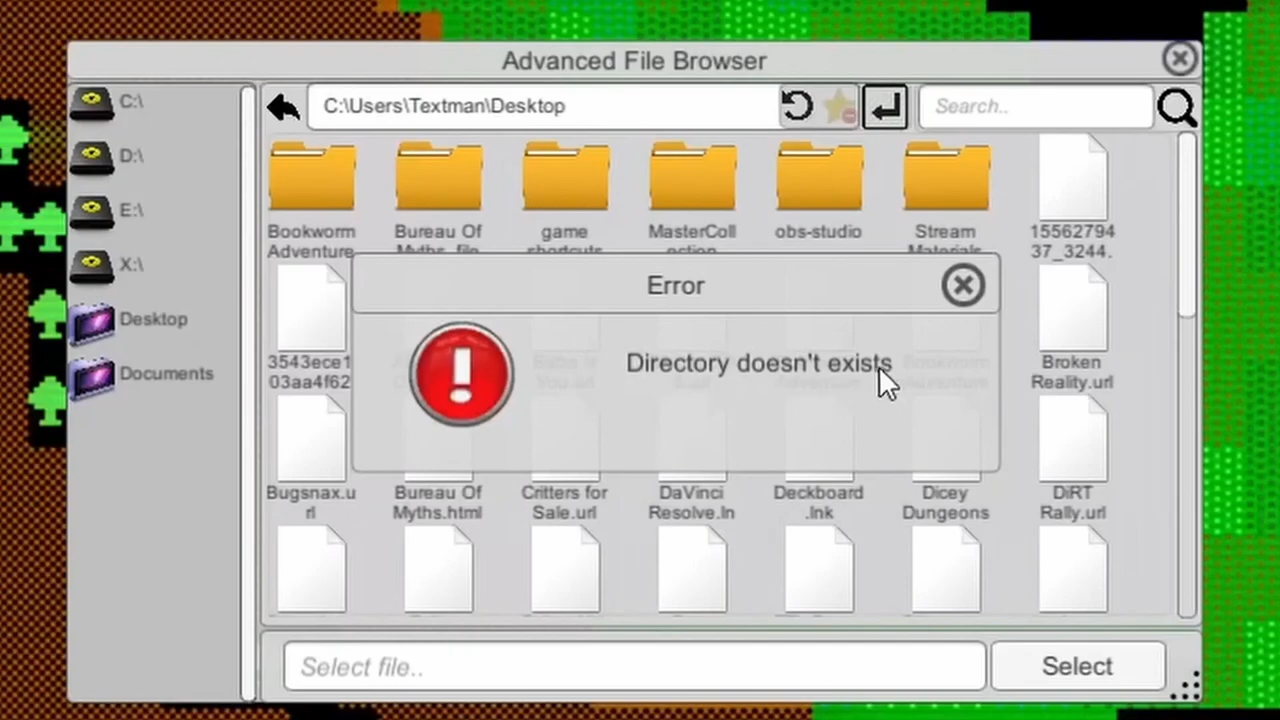 Advanced File Browser
C:\
D:\
E:\
X:\
Desktop
Documents
C:\Users\Textman\Desktop
Search..
Bookworm
Adventure
Bureau Of
Myths_file
game
shortcuts
MasterColl
ection
obs-studio
Stream
Materials
15562794
37_3244.
Error
Directory doesn't exists
3543ece1
03aa4f62
Broken
Reality.url
Bugsnax.u
rl
Bureau Of
Myths.html
Critters for
Sale.url
DaVinci
Resolve.ln
Deckboard
.lnk
Dicey
Dungeons
DiRT
Rally.url
Select file..
Select